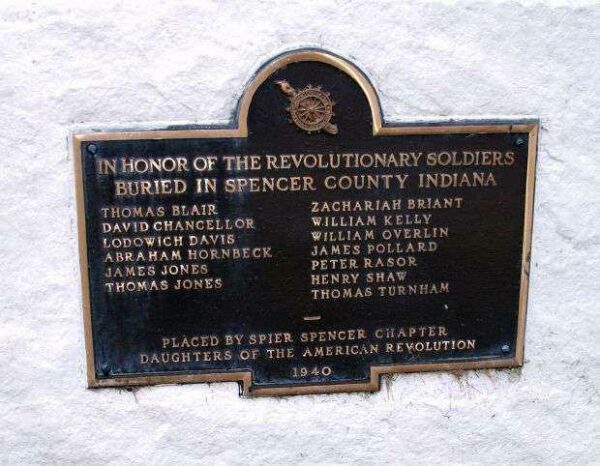 IN HONOR OF THE REVOLUTIONARY SOLDIERS
BURIED IN SPENCER COUNTY INDIANA
THOMAS BLAIR
DAVID CHANCELLOR
LODOWICH DAVIS
ABRAHAM HORNBECK
JAMES JONES
THOMAS JONES
ZACHARIAH BRIANT
WILLIAM KELLY
WILLIAM OVERLIN
JAMES POLLARD
PETER RASOR
HENRY SHAW
THOMAS TURNHAM
PLACED BY SPIER SPENCER CHAPTER
DAUGHTERS OF THE AMERICAN REVOLUTION
1940